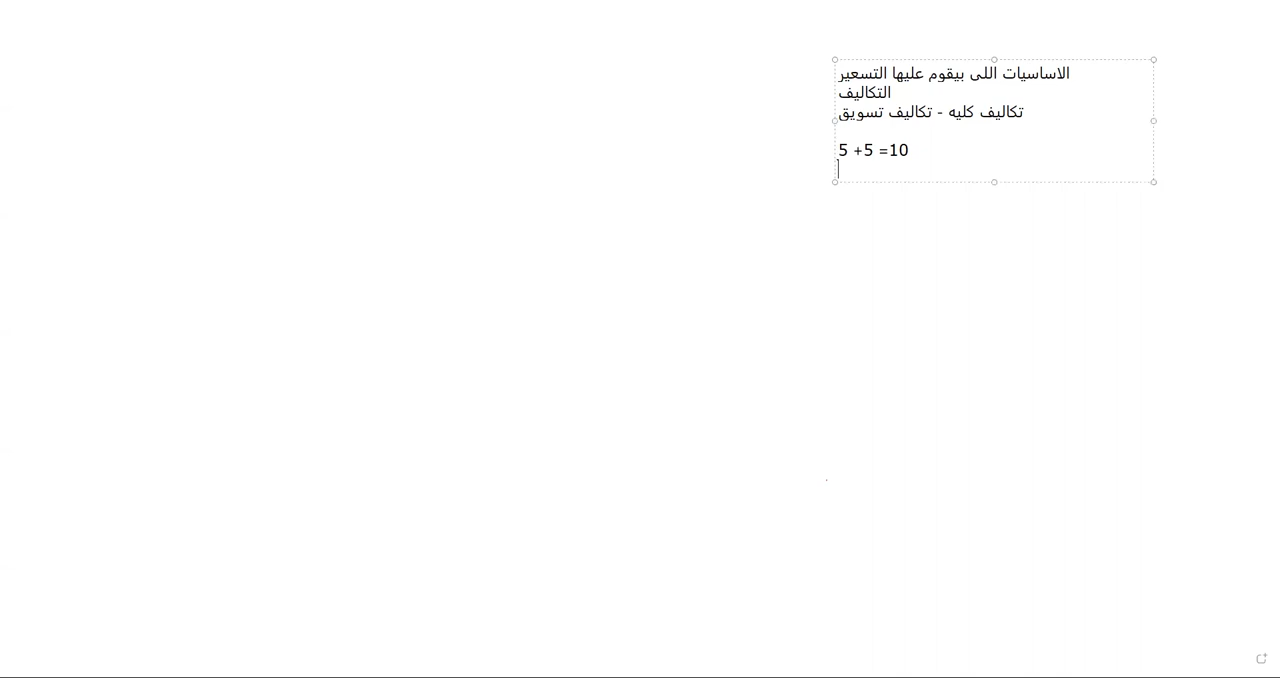 الاساسيات اللى بيقوم عليها التسعير
التكاليف
تكاليف كليه - تكاليف تسويق
5 +5 =10